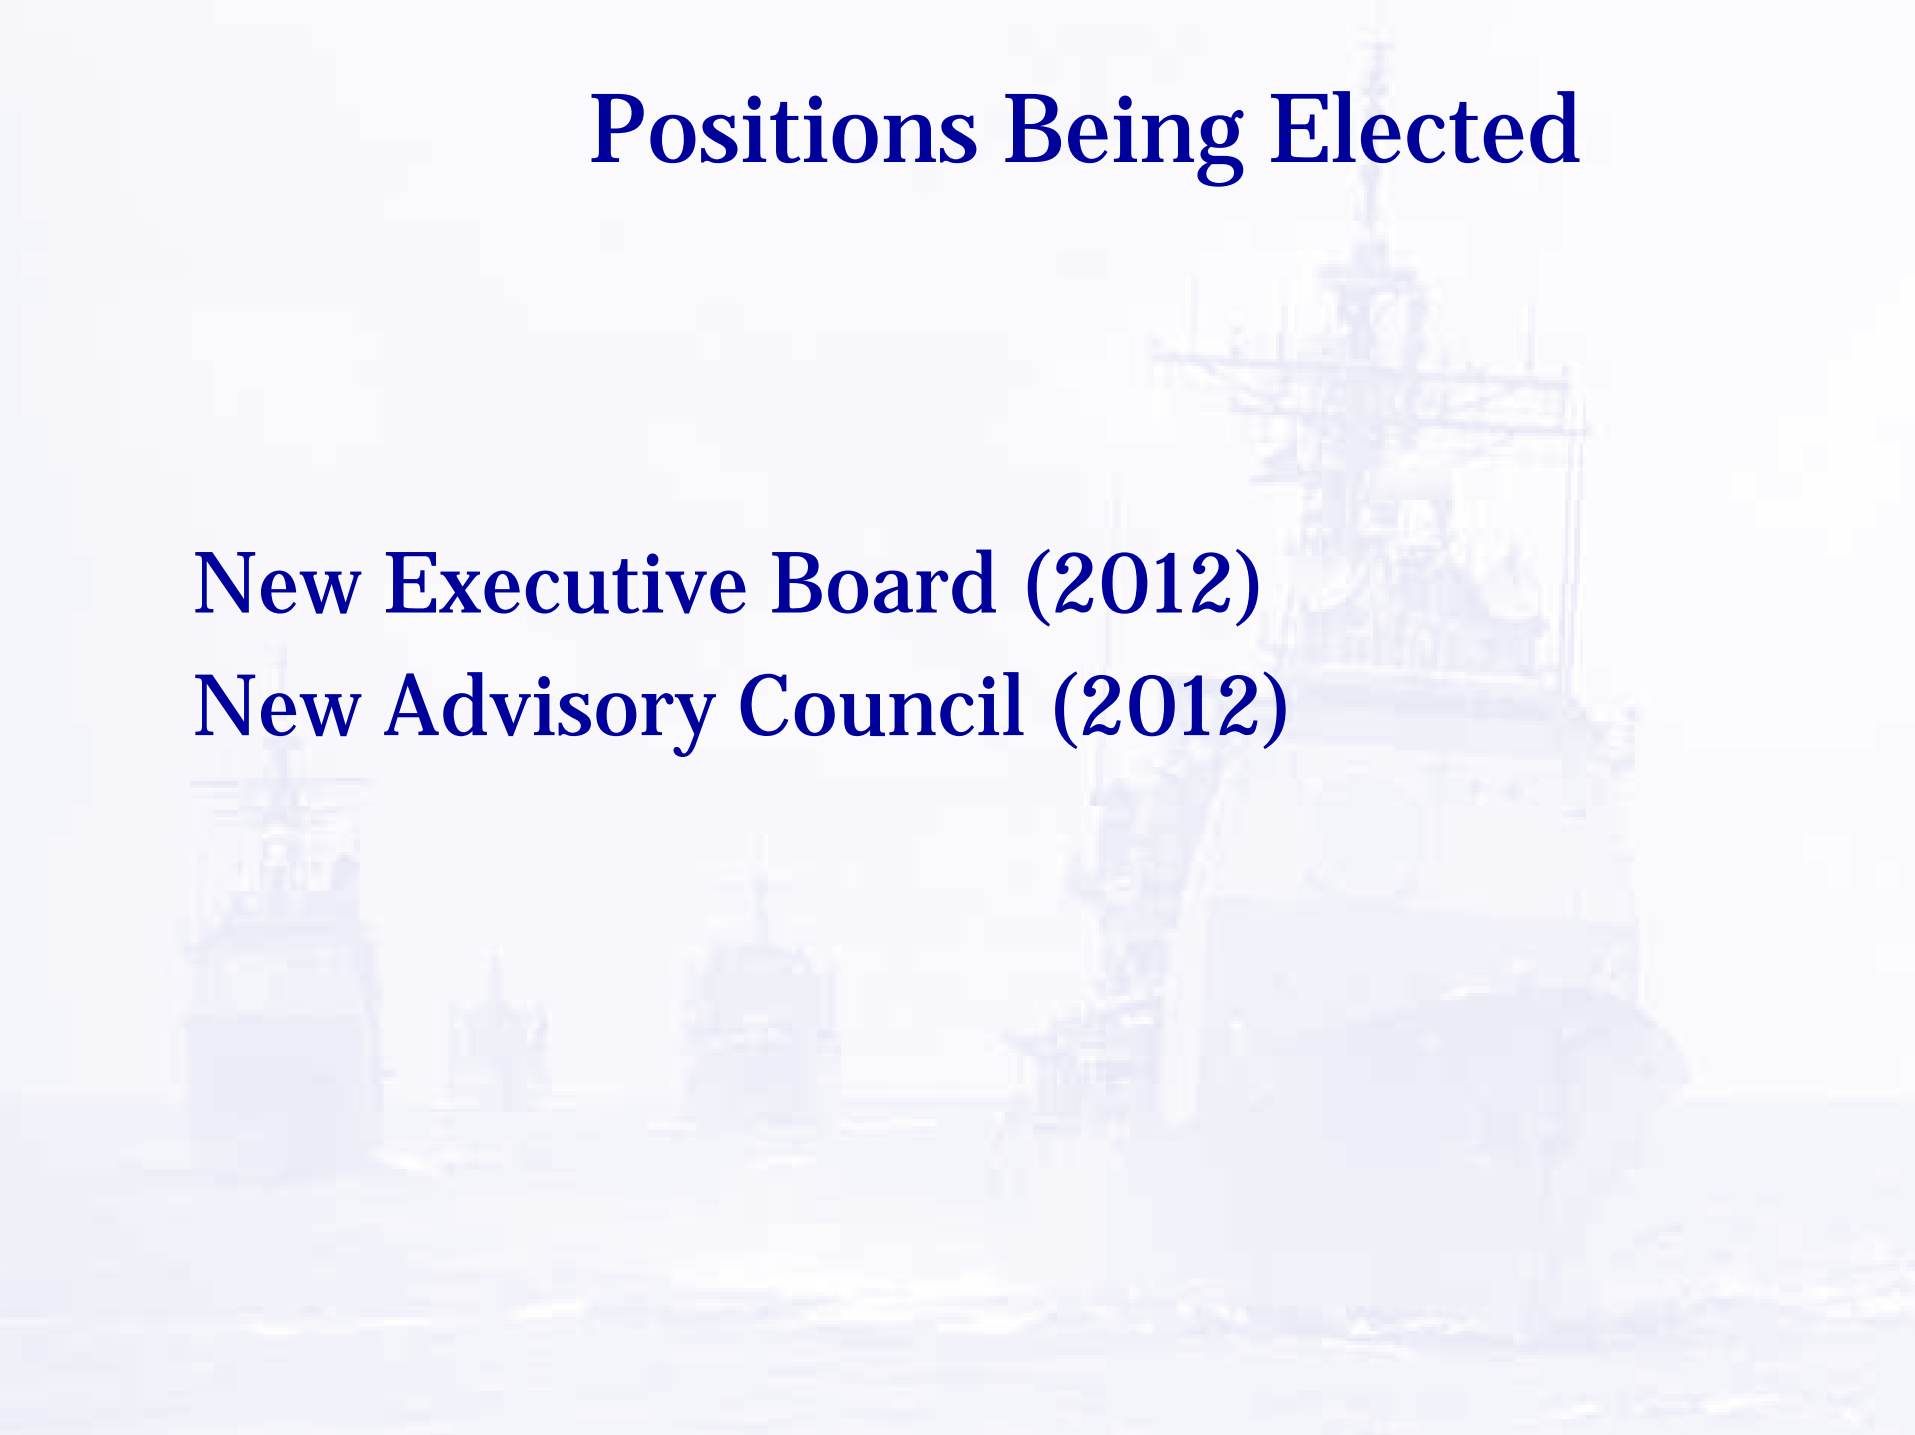 Positions Being Elected
New Executive Board (2012)
New Advisory Council (2012)